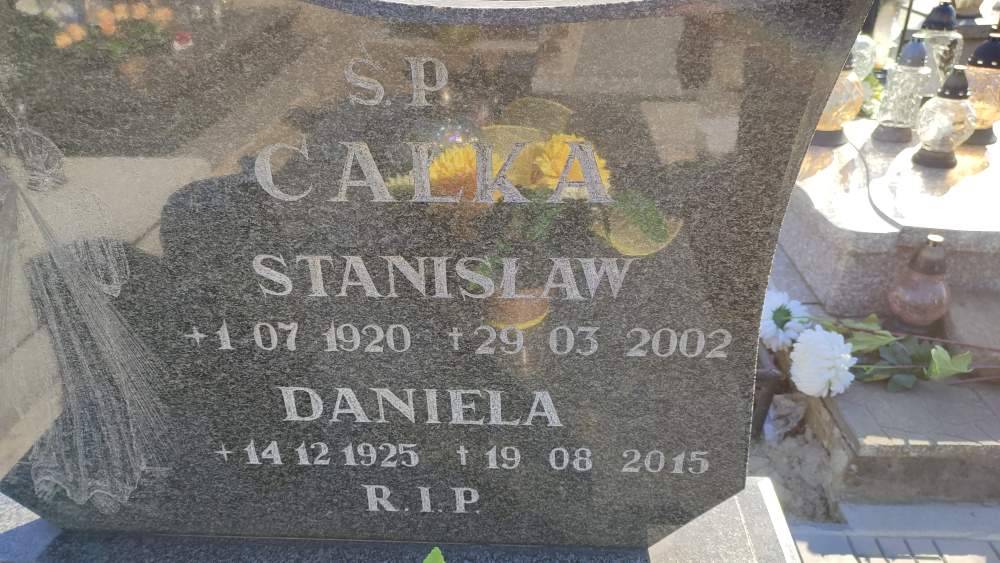 S.P
CAŁKA
STANISŁAW
+1 07 1920 †29 03 2002
DANIELA
+14 12 1925 †19 08 2015
R.I.P.